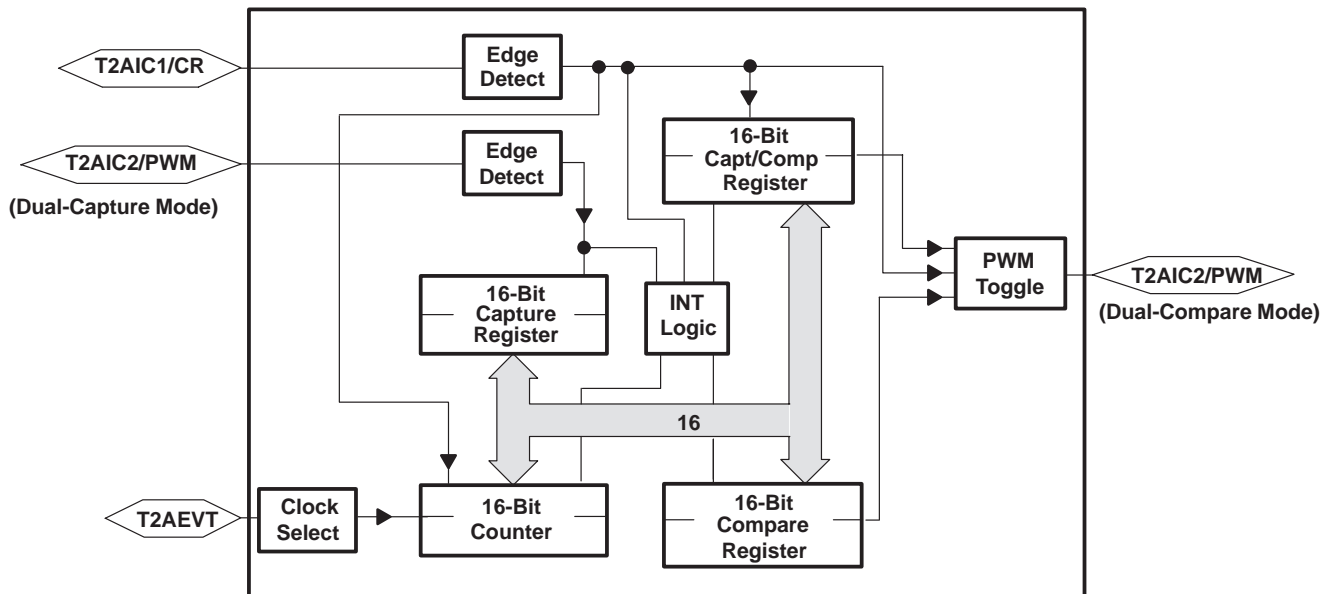 T2AIC1/CR
Edge
Detect
16-Bit
Capt/Comp
Register
T2AIC2/PWM
(Dual-Capture Mode)
Edge
Detect
16-Bit
Capture
Register
INT
Logic
PWM
Toggle
T2AIC2/PWM
(Dual-Compare Mode)
16
T2AEVT
Clock
Select
16-Bit
Counter
16-Bit
Compare
Register